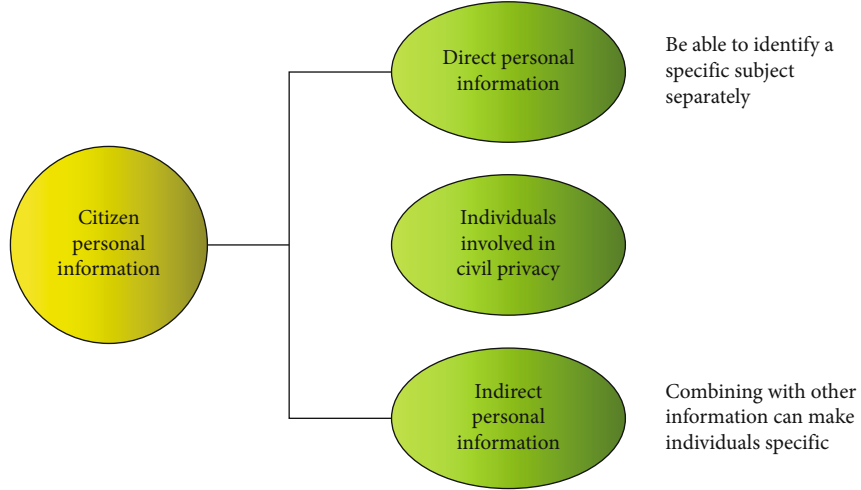 Direct personal
information
Be able to identify a
specific subject
separately
Citizen
personal
information
Individuals
involved in
civil privacy
Indirect
personal
information
Combining with other
information can make
individuals specific